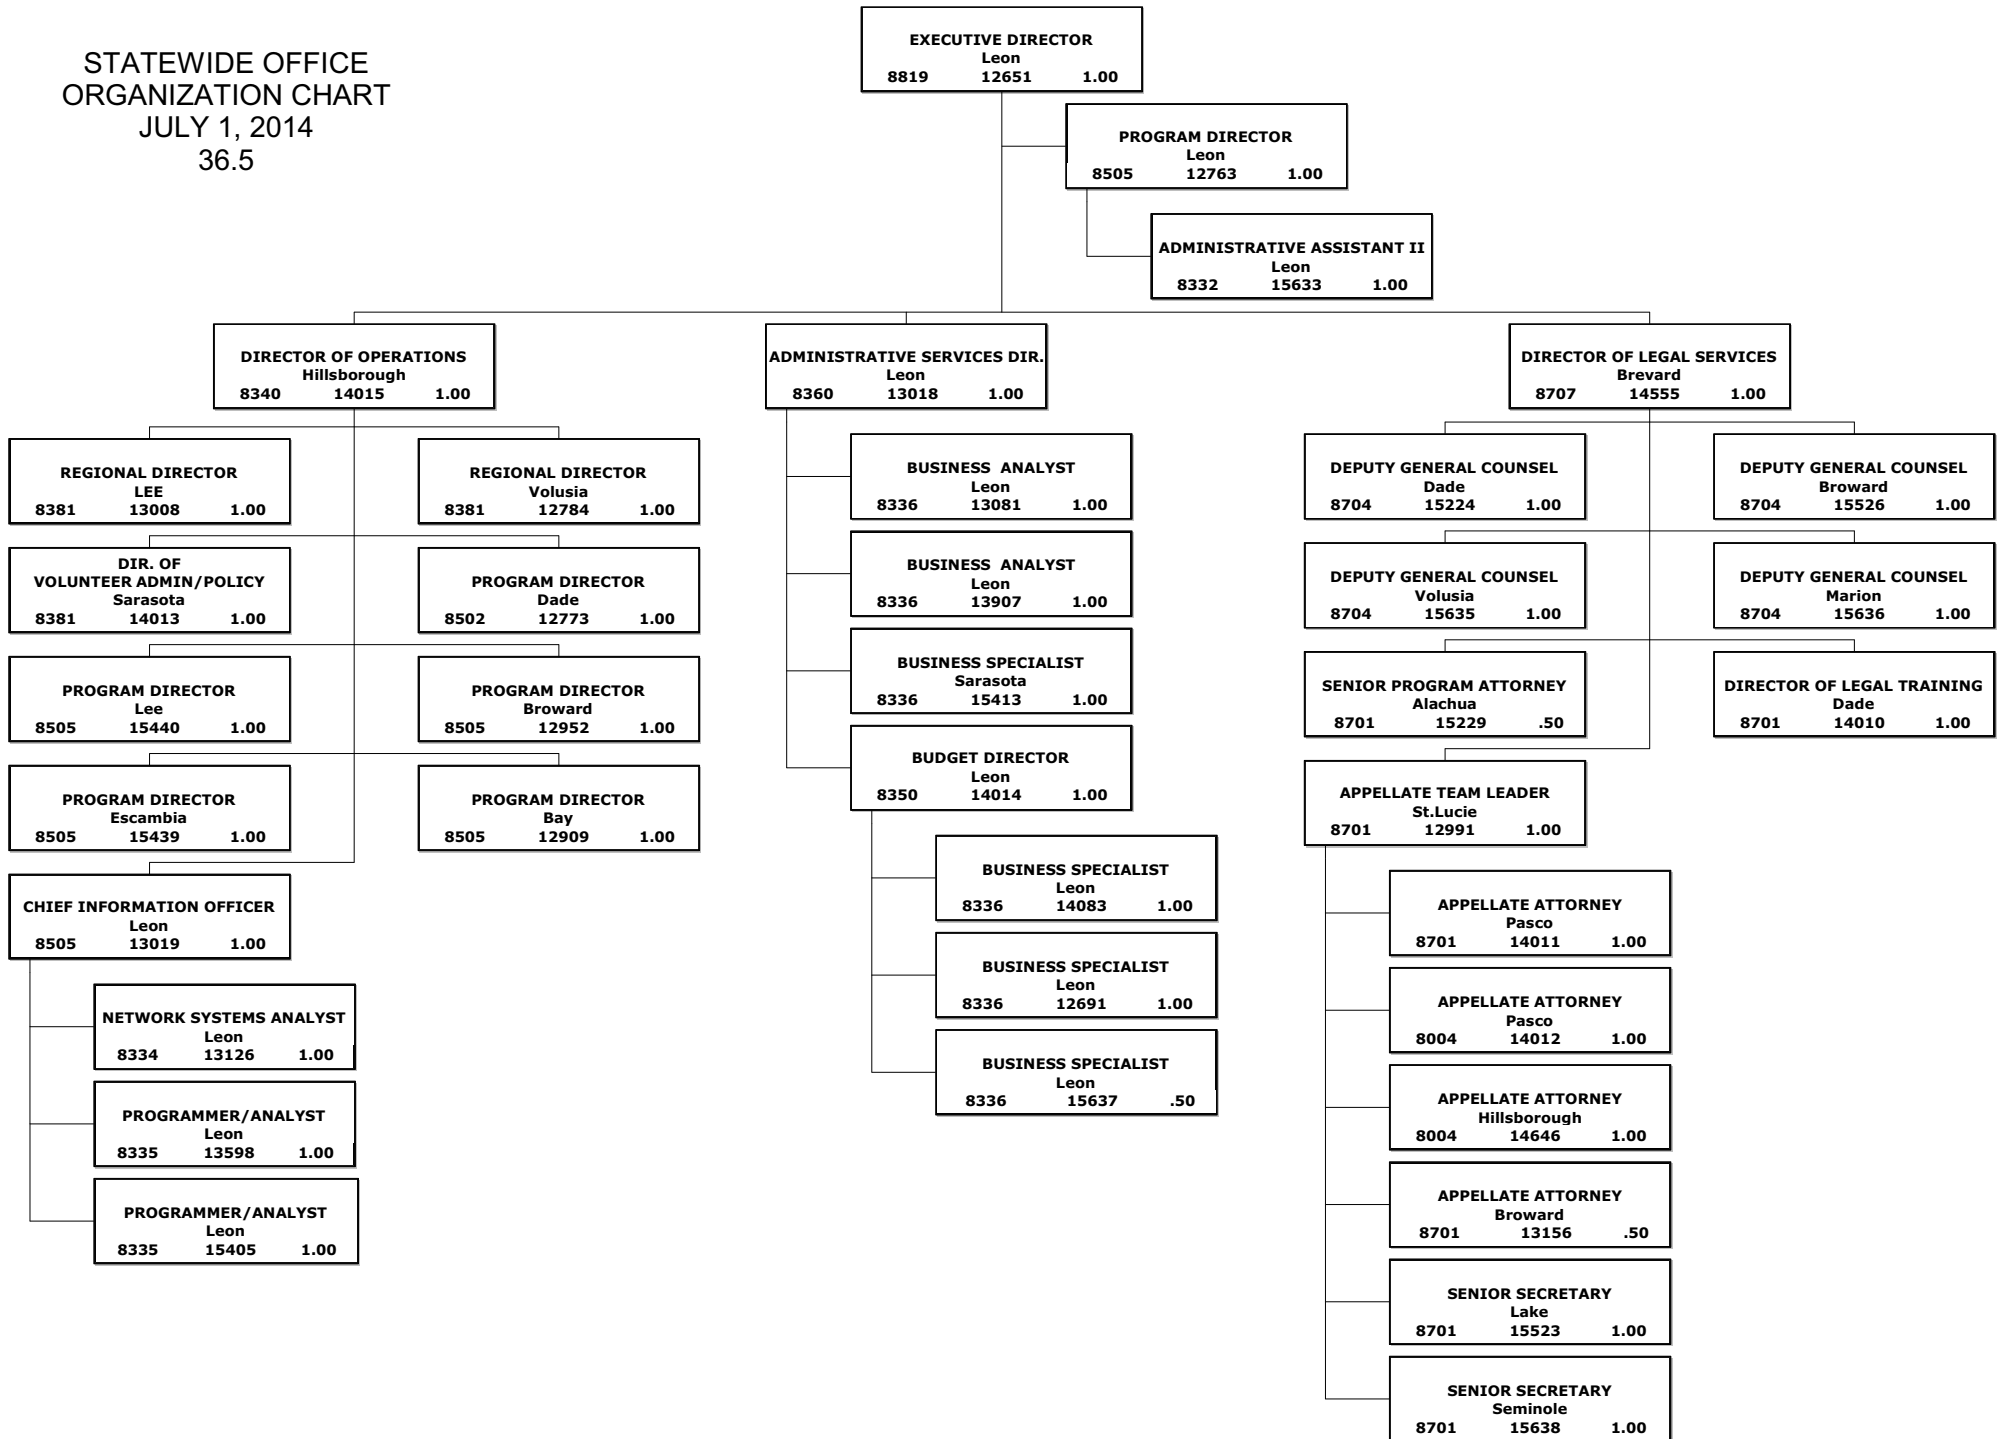 STATEWIDE OFFICE
ORGANIZATION CHART
JULY 1, 2014
36.5
EXECUTIVE DIRECTOR
Leon
8819 12651 1.00
PROGRAM DIRECTOR
Leon
8505 12763 1.00
ADMINISTRATIVE ASSISTANT II
Leon
8332 15633 1.00
DIRECTOR OF OPERATIONS
Hillsborough
8340 14015 1.00
REGIONAL DIRECTOR
LEE
8381 13008 1.00
REGIONAL DIRECTOR
Volusia
8381 12784 1.00
DIR. OF
VOLUNTEER ADMIN/POLICY
Sarasota
8381 14013 1.00
PROGRAM DIRECTOR
Dade
8502 12773 1.00
PROGRAM DIRECTOR
Lee
8505 15440 1.00
PROGRAM DIRECTOR
Broward
8505 12952 1.00
PROGRAM DIRECTOR
Escambia
8505 15439 1.00
PROGRAM DIRECTOR
Bay
8505 12909 1.00
CHIEF INFORMATION OFFICER
Leon
8505 13019 1.00
NETWORK SYSTEMS ANALYST
Leon
8334 13126 1.00
PROGRAMMER/ANALYST
Leon
8335 13598 1.00
PROGRAMMER/ANALYST
Leon
8335 15405 1.00
ADMINISTRATIVE SERVICES DIR.
Leon
8360 13018 1.00
BUSINESS ANALYST
Leon
8336 13081 1.00
BUSINESS ANALYST
Leon
8336 13907 1.00
BUSINESS SPECIALIST
Sarasota
8336 15413 1.00
BUDGET DIRECTOR
Leon
8350 14014 1.00
BUSINESS SPECIALIST
Leon
8336 14083 1.00
BUSINESS SPECIALIST
Leon
8336 12691 1.00
BUSINESS SPECIALIST
Leon
8336 15637 .50
DIRECTOR OF LEGAL SERVICES
Brevard
8707 14555 1.00
DEPUTY GENERAL COUNSEL
Dade
8704 15224 1.00
DEPUTY GENERAL COUNSEL
Broward
8704 15526 1.00
DEPUTY GENERAL COUNSEL
Volusia
8704 15635 1.00
DEPUTY GENERAL COUNSEL
Marion
8704 15636 1.00
SENIOR PROGRAM ATTORNEY
Alachua
8701 15229 .50
DIRECTOR OF LEGAL TRAINING
Dade
8701 14010 1.00
APPELLATE TEAM LEADER
St.Lucie
8701 12991 1.00
APPELLATE ATTORNEY
Pasco
8701 14011 1.00
APPELLATE ATTORNEY
Pasco
8004 14012 1.00
APPELLATE ATTORNEY
Hillsborough
8004 14646 1.00
APPELLATE ATTORNEY
Broward
8701 13156 .50
SENIOR SECRETARY
Lake
8701 15523 1.00
SENIOR SECRETARY
Seminole
8701 15638 1.00